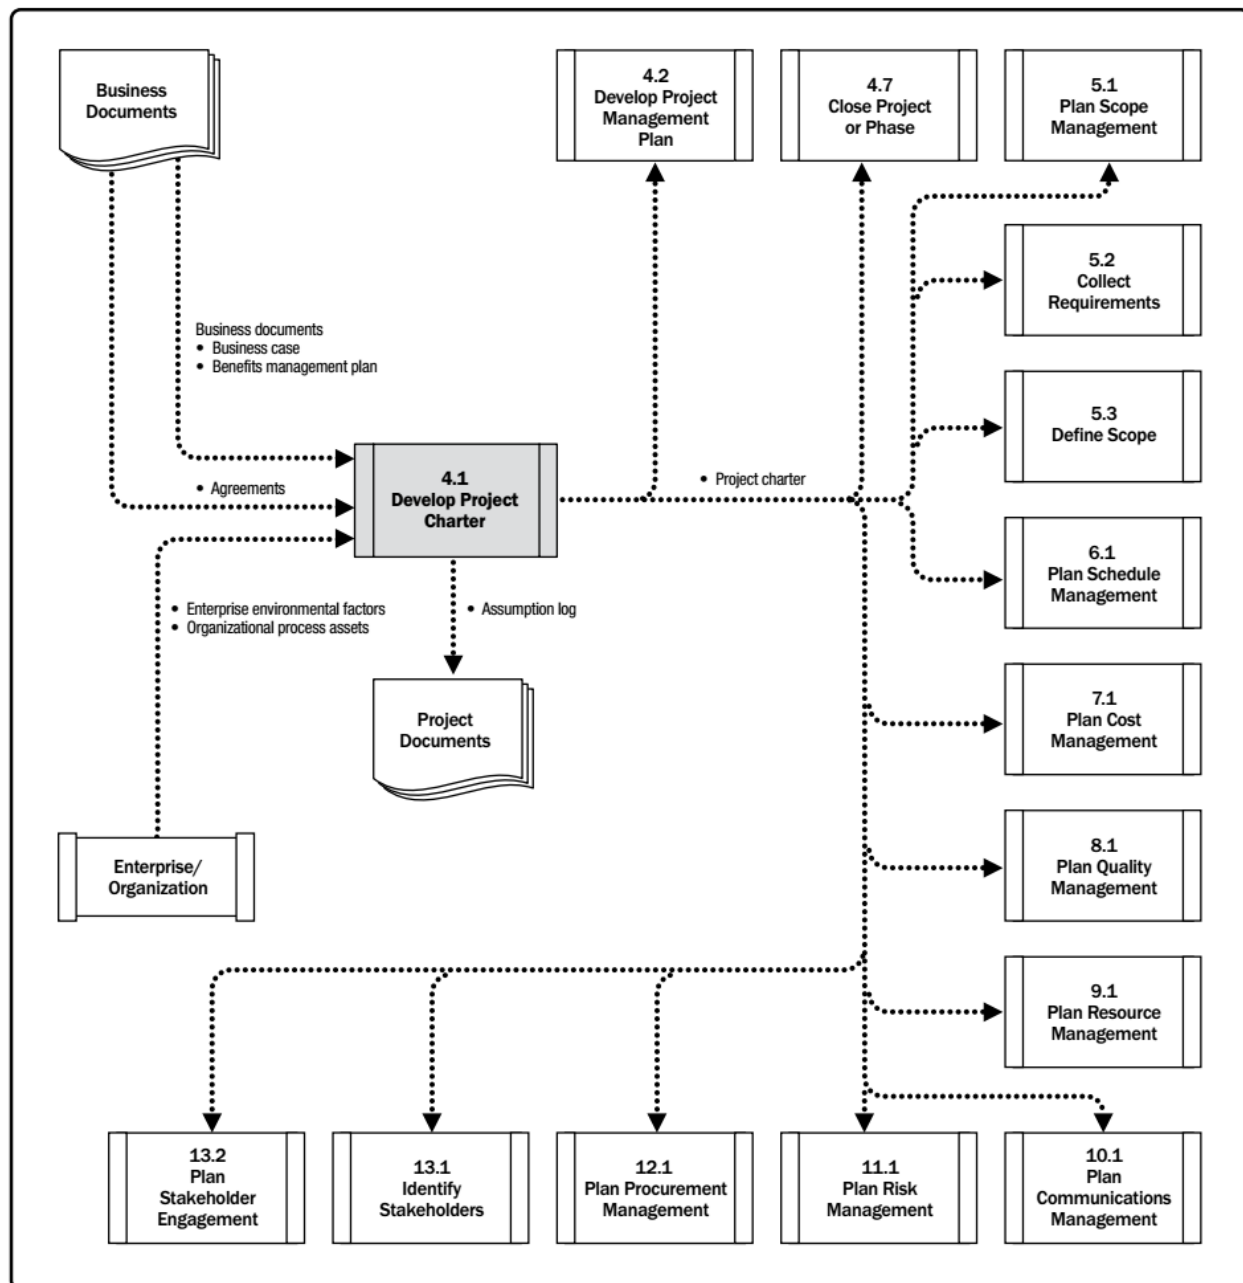 Business
Documents
4.2
Develop Project
Management
Plan
4.7
Close Project
or Phase
5.1
Plan Scope
Management
5.2
Collect
Requirements
Business documents
• Business case
• Benefits management plan
5.3
Define Scope
• Agreements
4.1
Develop Project
Charter
• Project charter
6.1
Plan Schedule
Management
• Enterprise environmental factors
• Organizational process assets
• Assumption log
Project
Documents
7.1
Plan Cost
Management
Enterprise/
Organization
8.1
Plan Quality
Management
9.1
Plan Resource
Management
13.2
Plan
Stakeholder
Engagement
13.1
Identify
Stakeholders
12.1
Plan Procurement
Management
11.1
Plan Risk
Management
10.1
Plan
Communications
Management